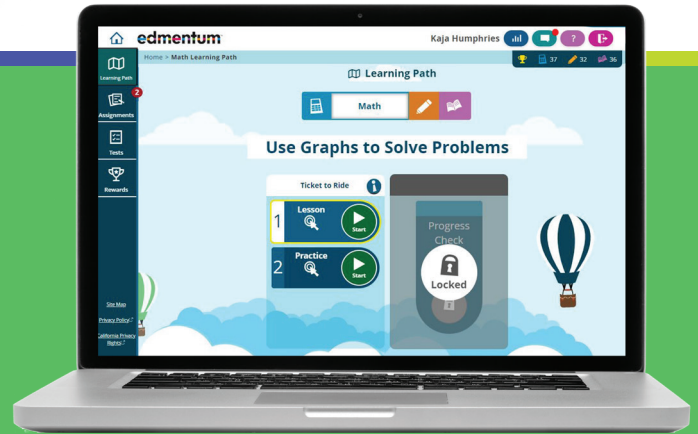 edmentum
Kaja Humphries
?
Home > Math Learning Path
37 32 36
Learning Path
Learning Path
2
Assignments
Math
Tests
Use Graphs to Solve Problems
Rewards
Ticket to Ride
i
1 Lesson
Start
2 Practice
Start
Progress
Check
Locked
Site Map
Privacy Policy
California Privacy
Rights